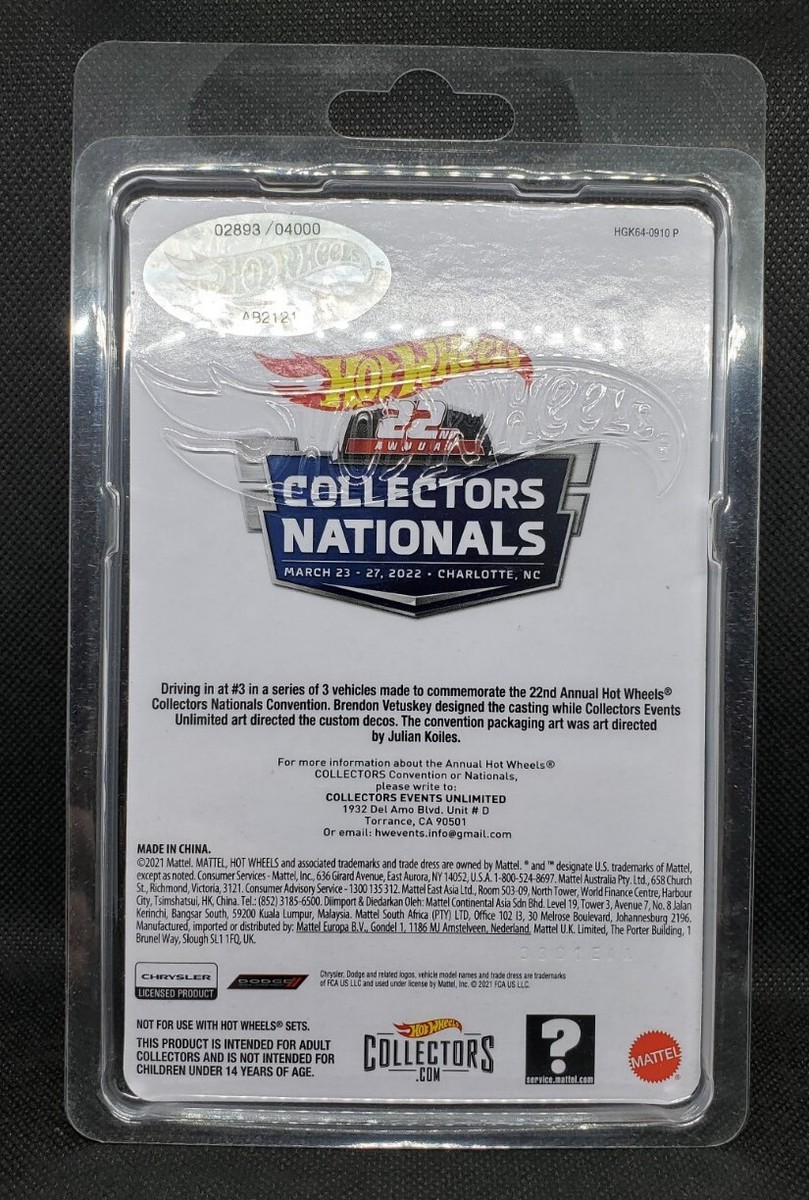 02893 /04000
HOT WHEELS
AB2121
HGK64-0910 P
HOT WHEELS
22ND
ANNUAL
COLLECTORS
NATIONALS
MARCH 23 - 27, 2022 • CHARLOTTE, NC
Driving in at #3 in a series of 3 vehicles made to commemorate the 22nd Annual Hot Wheels®
Collectors Nationals Convention. Brendon Vetuskey designed the casting while Collectors Events
Unlimited art directed the custom decos. The convention packaging art was art directed
by Julian Koiles.
For more information about the Annual Hot Wheels®
COLLECTORS Convention or Nationals,
please write to:
COLLECTORS EVENTS UNLIMITED
1932 Del Amo Blvd. Unit # D
Torrance, CA 90501
Or email: hwevents.info@gmail.com
MADE IN CHINA.
©2021 Mattel. MATTEL, HOT WHEELS and associated trademarks and trade dress are owned by Mattel. ® and ™ designate U.S. trademarks of Mattel,
except as noted. Consumer Services - Mattel, Inc., 636 Girard Avenue, East Aurora, NY 14052, U.S.A. 1-800-524-8697. Mattel Australia Pty. Ltd., 658 Church
St., Richmond, Victoria, 3121. Consumer Advisory Service - 1300 135 312. Mattel East Asia Ltd., Room 503-09, North Tower, World Finance Centre, Harbour
City, Tsimshatsui, HK, China. Tel.: (852) 3185-6500. Diimport & Diedarkan Oleh: Mattel Continental Asia Sdn Bhd. Level 19, Tower 3, Avenue 7, No. 8 Jalan
Kerinchi, Bangsar South, 59200 Kuala Lumpur, Malaysia. Mattel South Africa (PTY) LTD, Office 102 I3, 30 Melrose Boulevard, Johannesburg 2196.
Manufactured, imported or distributed by: Mattel Europa B.V., Gondel 1, 1186 MJ Amstelveen, Nederland. Mattel U.K. Limited, The Porter Building, 1
Brunel Way, Slough SL1 1FQ, UK.
CHRYSLER
LICENSED PRODUCT
DODGE
Chrysler, Dodge and related logos, vehicle model names and trade dress are trademarks
of FCA US LLC and used under license by Mattel, Inc. © 2021 FCA US LLC.
NOT FOR USE WITH HOT WHEELS® SETS.
THIS PRODUCT IS INTENDED FOR ADULT
COLLECTORS AND IS NOT INTENDED FOR
CHILDREN UNDER 14 YEARS OF AGE.
HOT WHEELS
COLLECTORS
.COM
?
service.mattel.com
MATTEL®